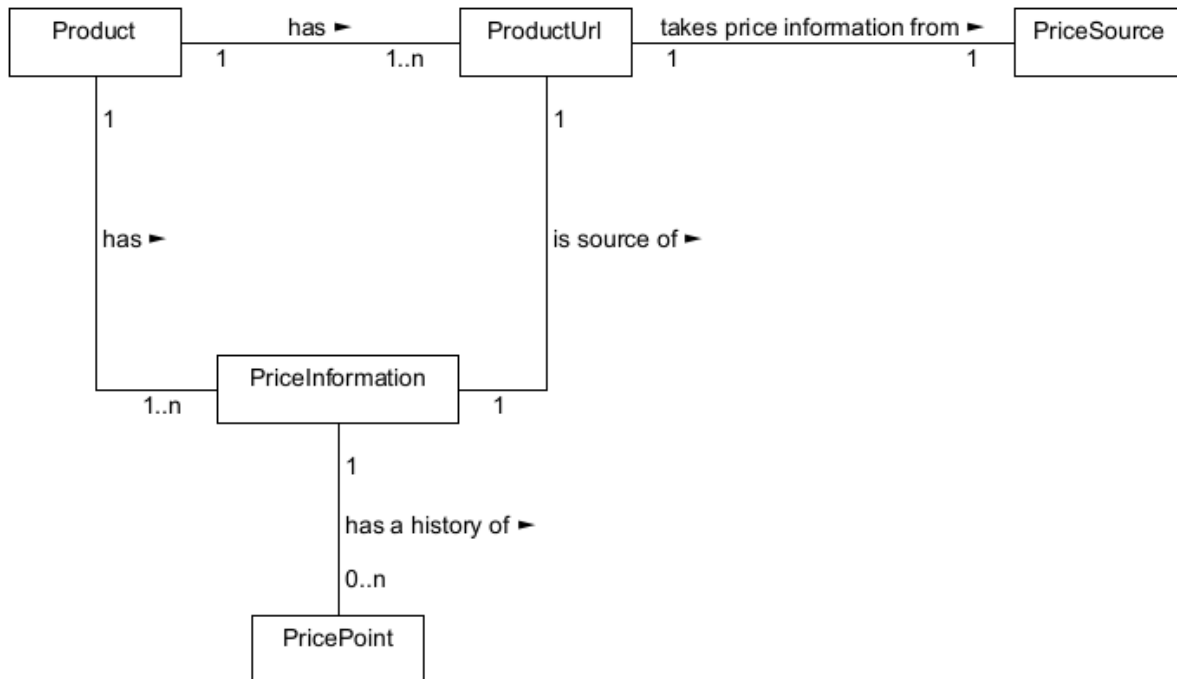 Product
has ►
ProductUrl
takes price information from ►
PriceSource
1
1..n
1
1
1
1
has ►
is source of ►
PriceInformation
1..n
1
1
has a history of ►
0..n
PricePoint